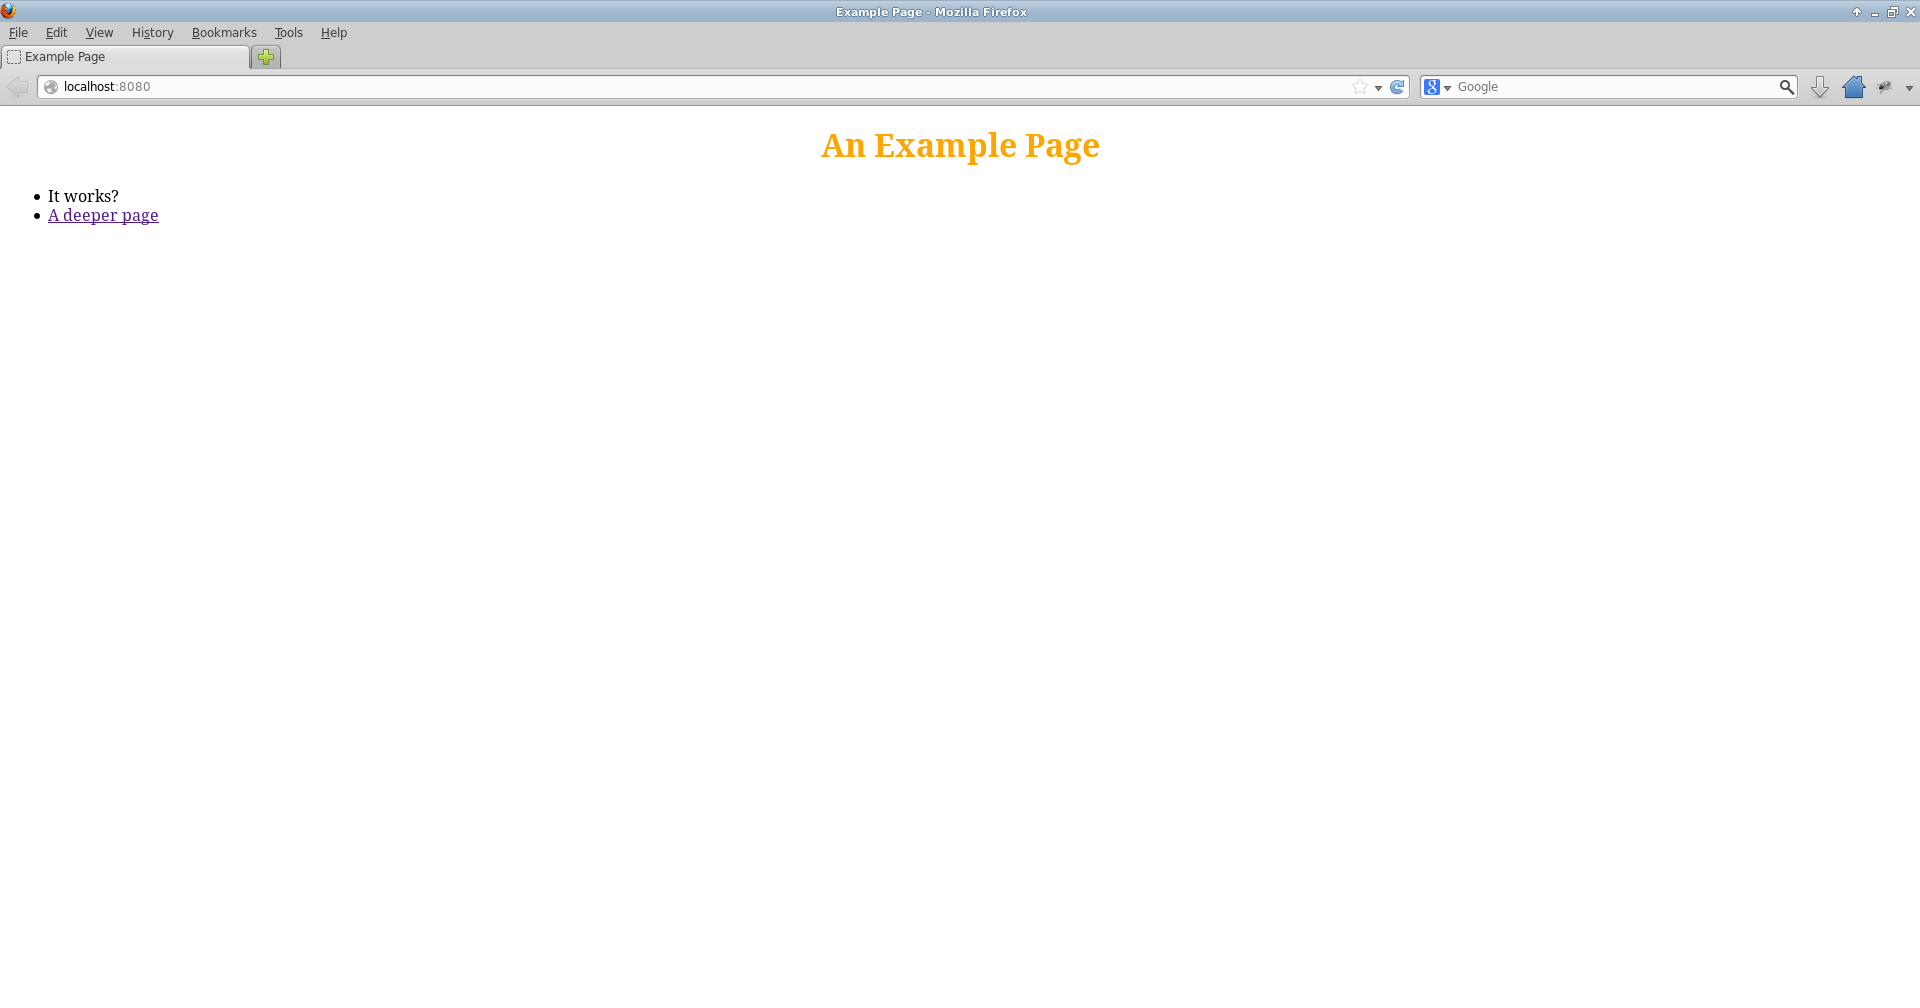 Example Page - Mozilla Firefox
File Edit View History Bookmarks Tools Help
Example Page
localhost:8080
Google
An Example Page
It works?
A deeper page